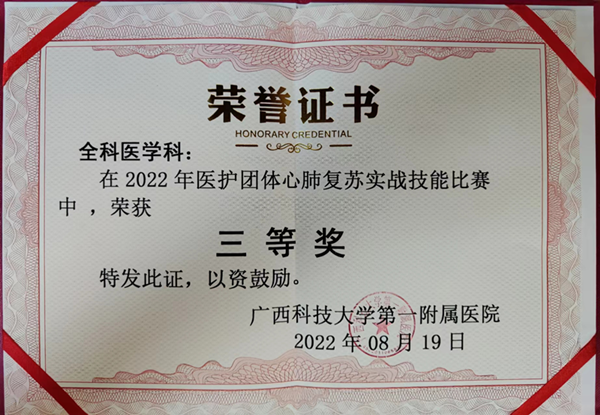 荣誉证书
HONORARY CREDENTIAL
全科医学科：
在 2022 年医护团体心肺复苏实战技能比赛
中 ，荣获
三 等 奖
特发此证，以资鼓励。
广西科技大学第一附属医院
2022 年 08 月 19 日